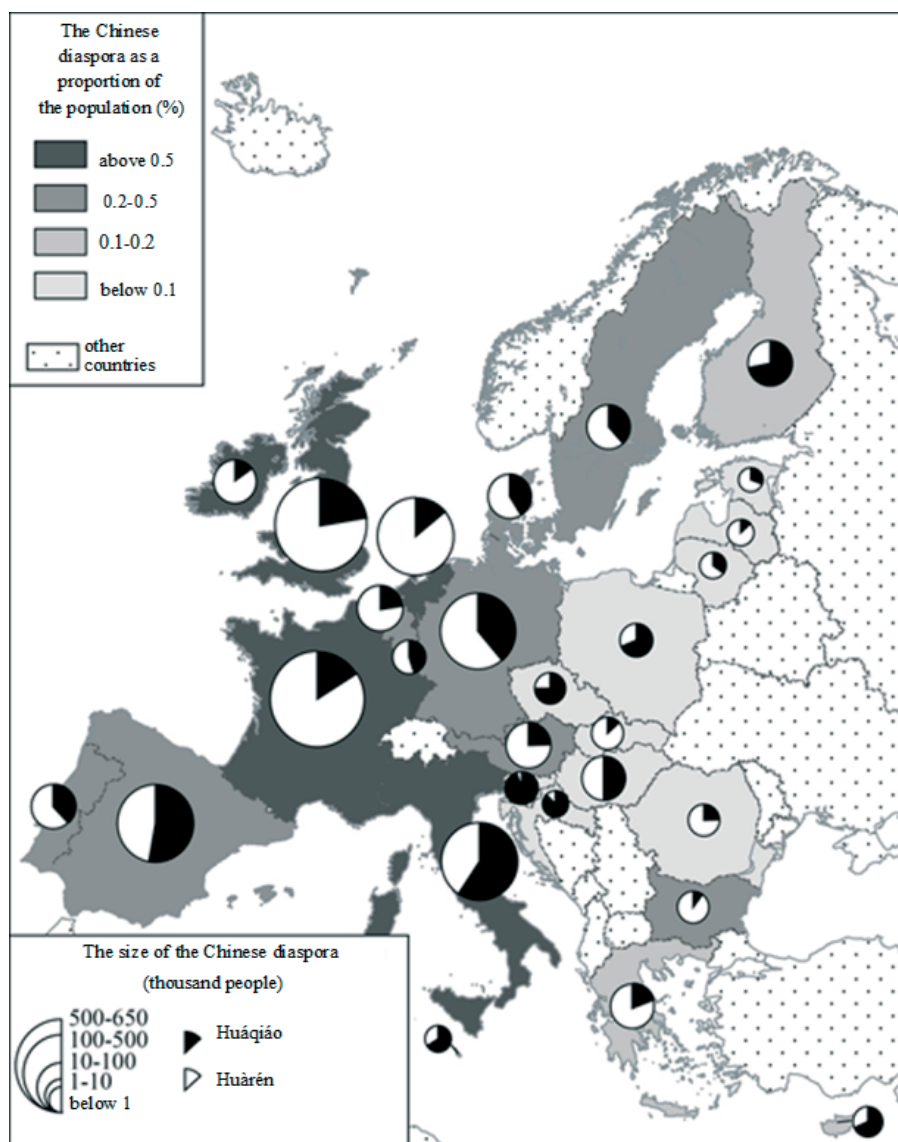 The Chinese
diaspora as a
proportion of
the population (%)
above 0.5
0.2-0.5
0.1-0.2
below 0.1
other
countries
The size of the Chinese diaspora
(thousand people)
500-650
100-500
10-100
1-10
below 1
Huáqiáo
Huàrén